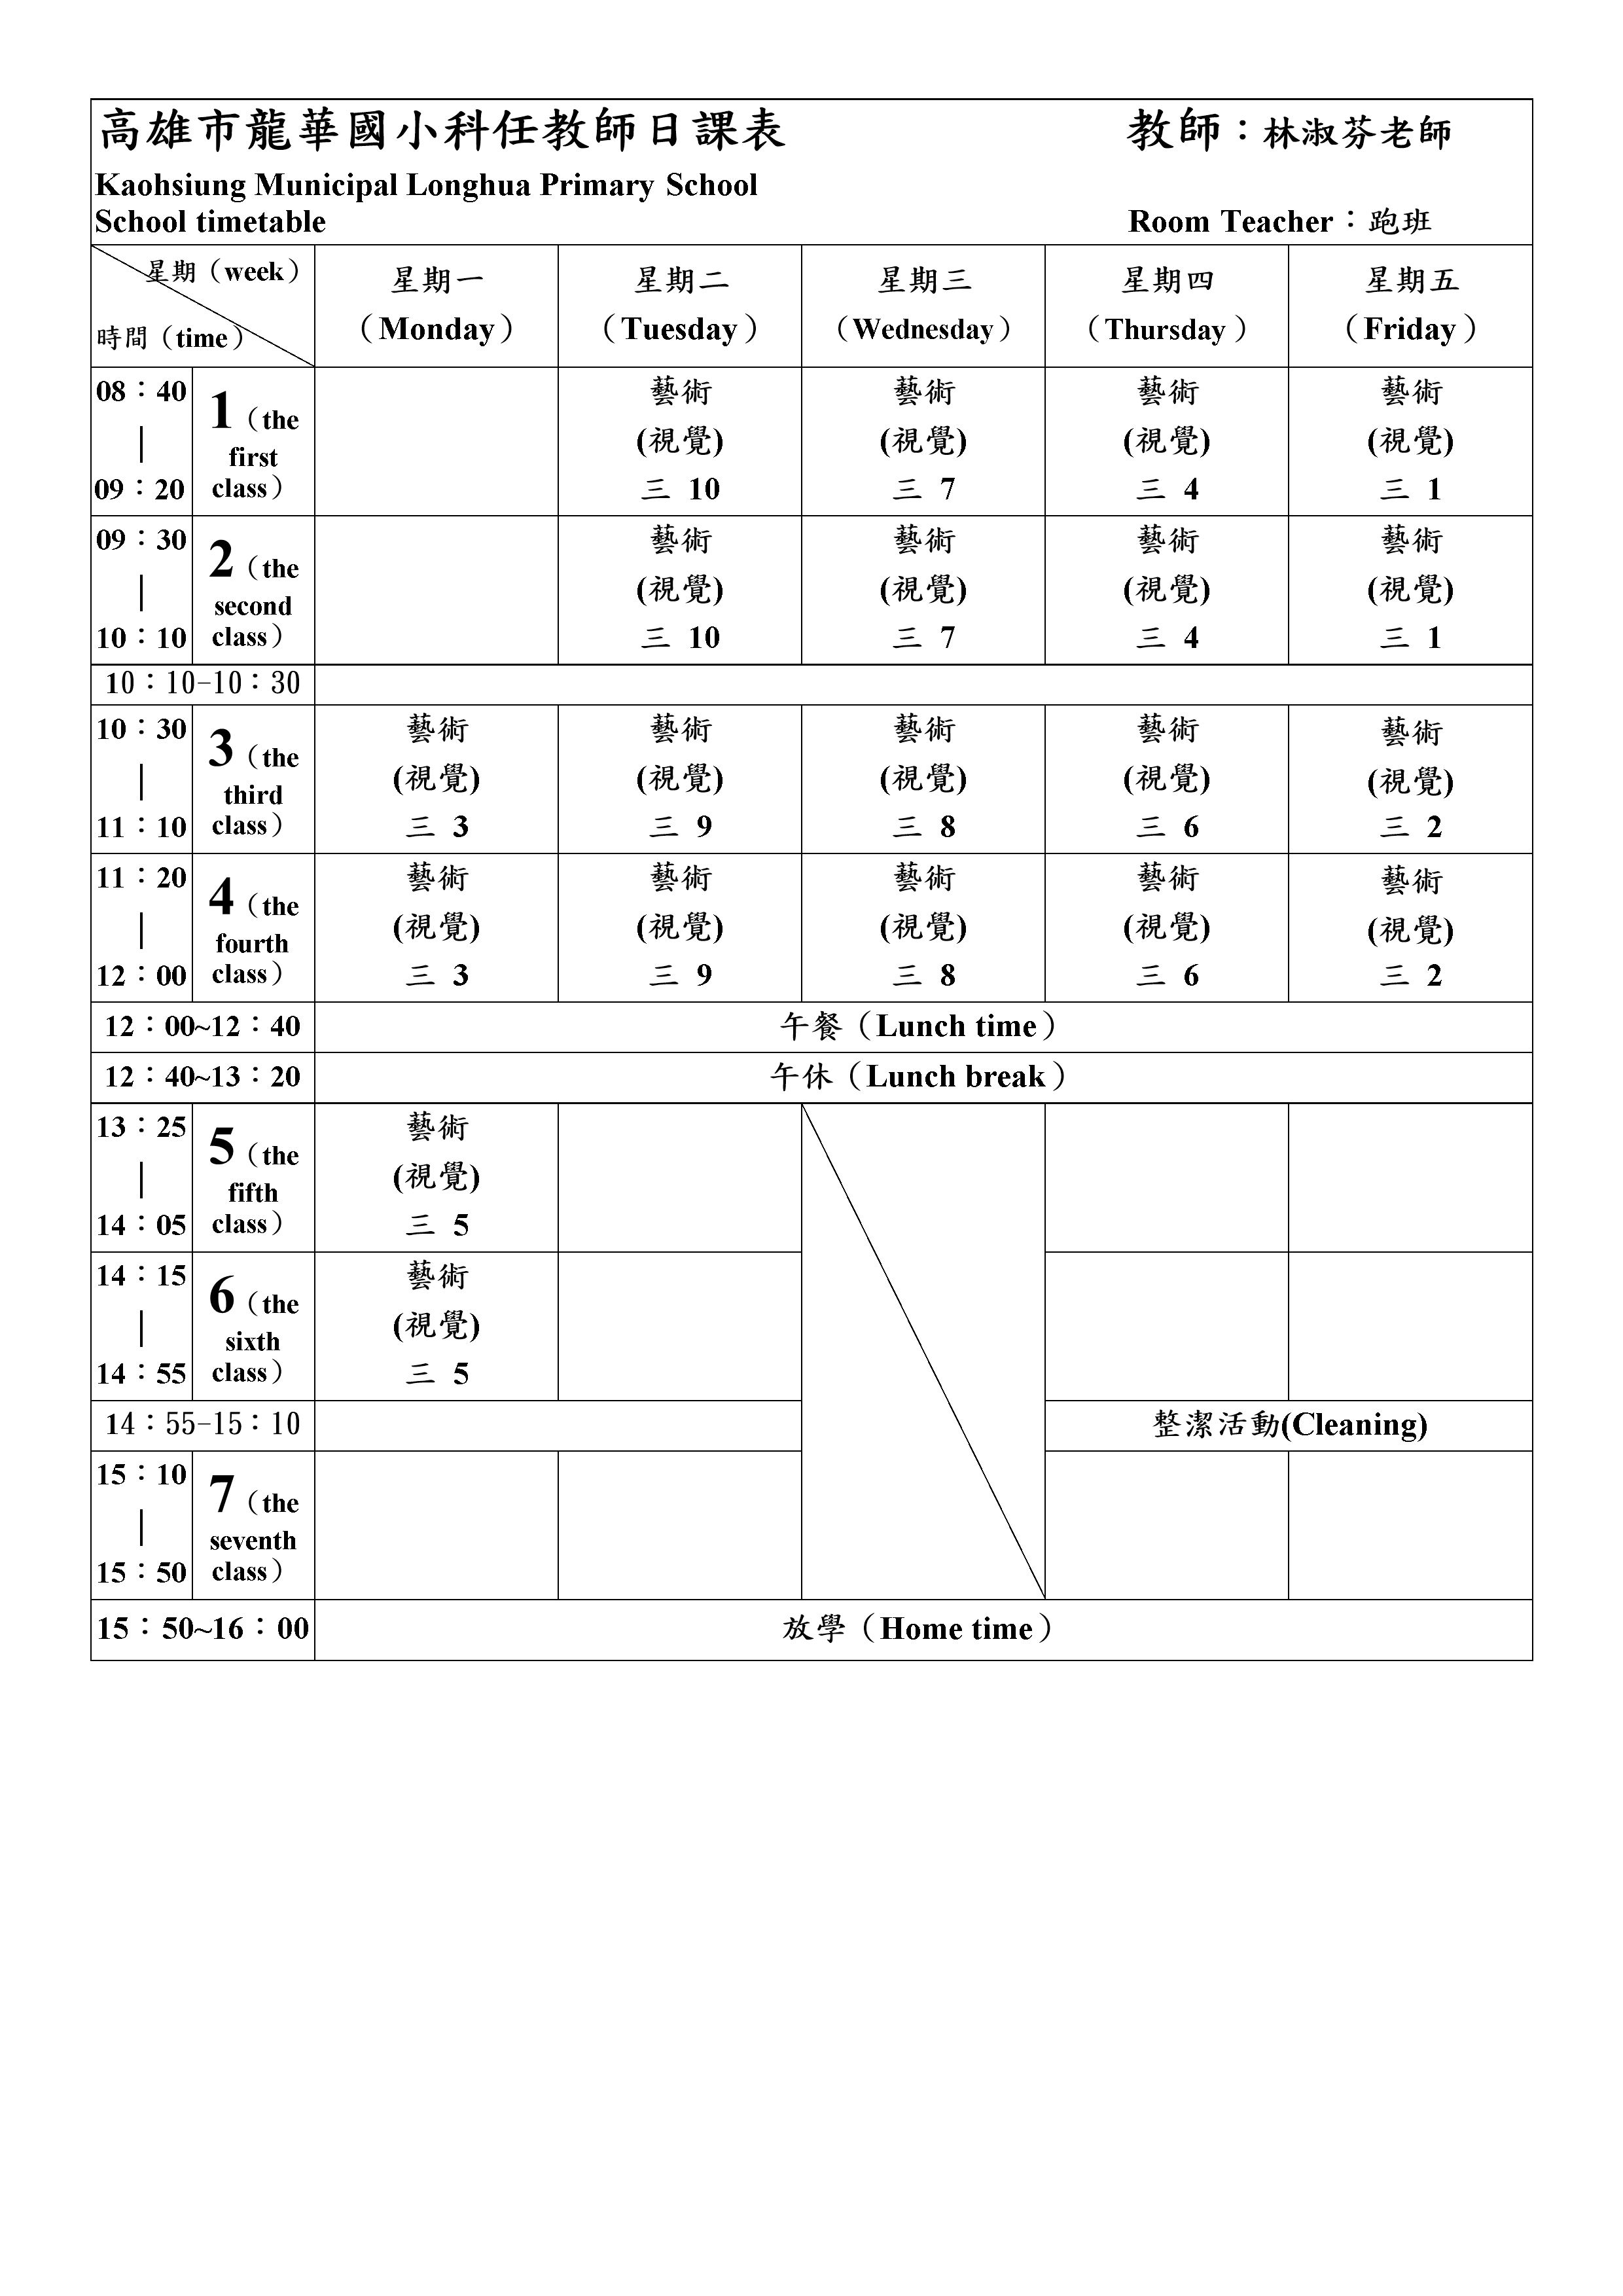 高雄市龍華國小科任教師日課表 教師：林淑芬老師
Kaohsiung Municipal Longhua Primary School
School timetable Room Teacher：跑班
星期（week）
時間（time）
星期一 星期二 星期三 星期四 星期五
（Monday） （Tuesday） （Wednesday） （Thursday） （Friday）
08：40
｜
09：20
1（the
first
class）
藝術 藝術 藝術 藝術
(視覺) (視覺) (視覺) (視覺)
三 10 三 7 三 4 三 1
09：30
｜
10：10
2（the
second
class）
藝術 藝術 藝術 藝術
(視覺) (視覺) (視覺) (視覺)
三 10 三 7 三 4 三 1
10：10-10：30
10：30
｜
11：10
3（the
third
class）
藝術 藝術 藝術 藝術 藝術
(視覺) (視覺) (視覺) (視覺) (視覺)
三 3 三 9 三 8 三 6 三 2
11：20
｜
12：00
4（the
fourth
class）
藝術 藝術 藝術 藝術 藝術
(視覺) (視覺) (視覺) (視覺) (視覺)
三 3 三 9 三 8 三 6 三 2
12：00~12：40 午餐（Lunch time）
12：40~13：20 午休（Lunch break）
13：25
｜
14：05
5（the
fifth
class）
藝術
(視覺)
三 5
14：15
｜
14：55
6（the
sixth
class）
藝術
(視覺)
三 5
14：55-15：10 整潔活動(Cleaning)
15：10
｜
15：50
7（the
seventh
class）
15：50~16：00 放學（Home time）